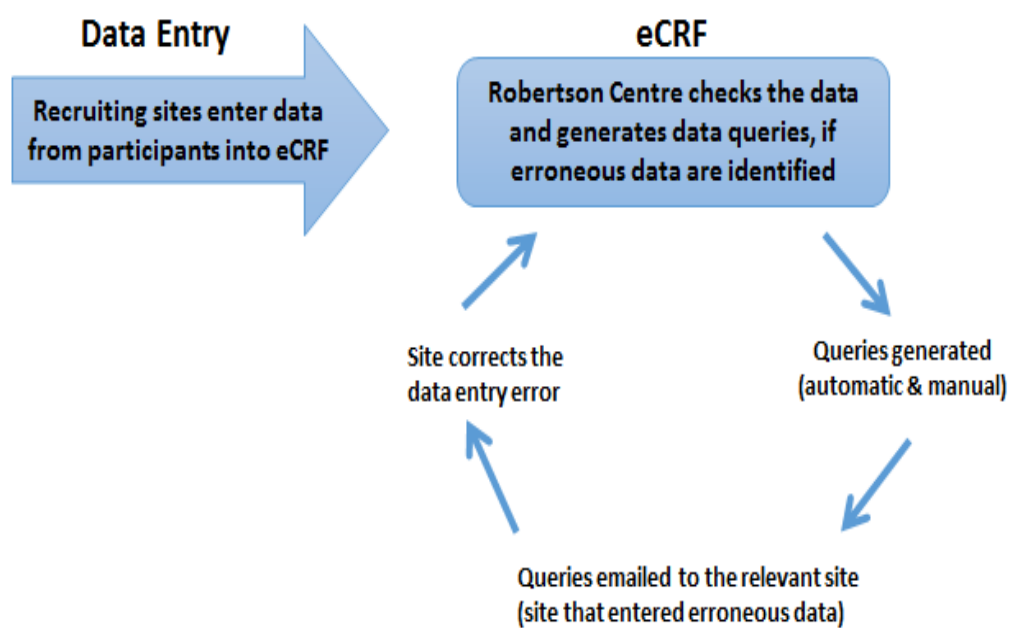 Data Entry
Recruiting sites enter data
from participants into eCRF
eCRF
Robertson Centre checks the data
and generates data queries, if
erroneous data are identified
Queries generated
(automatic & manual)
Queries emailed to the relevant site
(site that entered erroneous data)
Site corrects the
data entry error